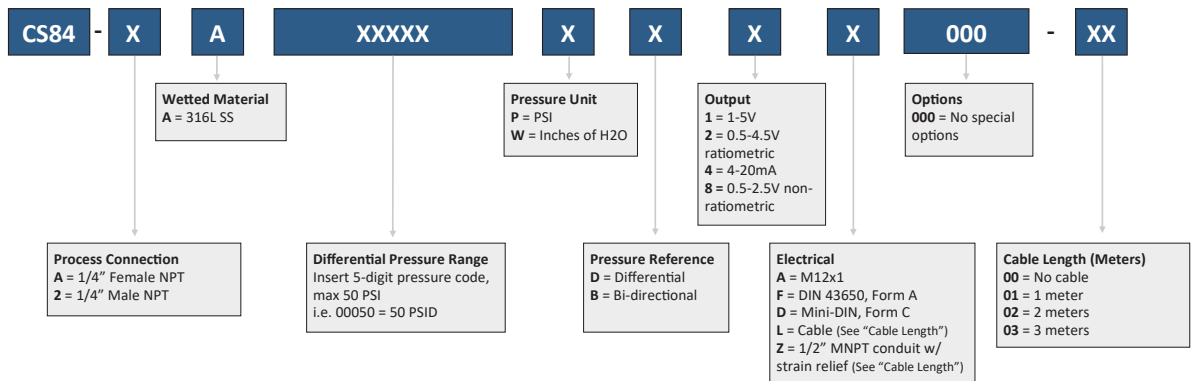 CS84 - X A XXXXX X X X X 000 - XX
Wetted Material
A = 316L SS
Pressure Unit
P = PSI
W = Inches of H2O
Output
1 = 1-5V
2 = 0.5-4.5V
ratiometric
4 = 4-20mA
8 = 0.5-2.5V non-
ratiometric
Options
000 = No special
options
Process Connection
A = 1/4” Female NPT
2 = 1/4” Male NPT
Differential Pressure Range
Insert 5-digit pressure code,
max 50 PSI
i.e. 00050 = 50 PSID
Pressure Reference
D = Differential
B = Bi-directional
Electrical
A = M12x1
F = DIN 43650, Form A
D = Mini-DIN, Form C
L = Cable (See “Cable Length”)
Z = 1/2” MNPT conduit w/
strain relief (See “Cable Length”)
Cable Length (Meters)
00 = No cable
01 = 1 meter
02 = 2 meters
03 = 3 meters